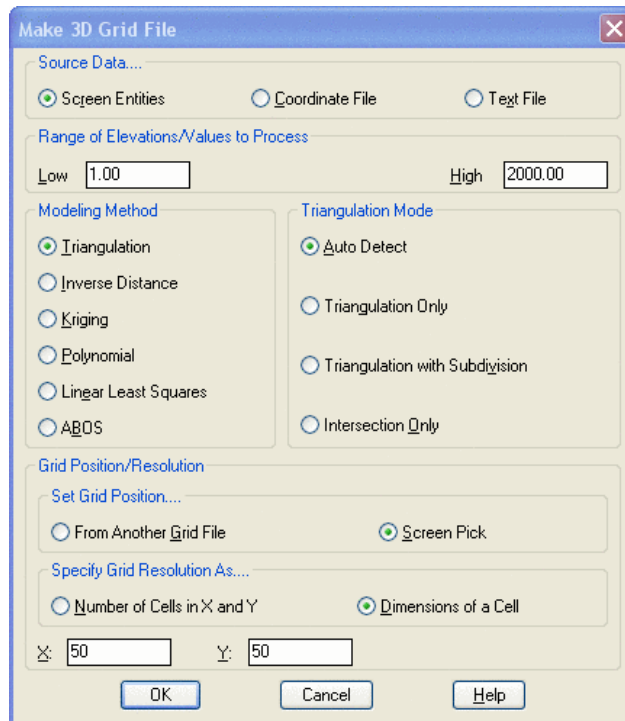 Make 3D Grid File
Source Data....
Screen Entities Coordinate File Text File
Range of Elevations/Values to Process
Low 1.00 High 2000.00
Modeling Method
Triangulation
Inverse Distance
Kriging
Polynomial
Linear Least Squares
ABOS
Triangulation Mode
Auto Detect
Triangulation Only
Triangulation with Subdivision
Intersection Only
Grid Position/Resolution
Set Grid Position....
From Another Grid File Screen Pick
Specify Grid Resolution As....
Number of Cells in X and Y Dimensions of a Cell
X: 50 Y: 50
OK Cancel Help